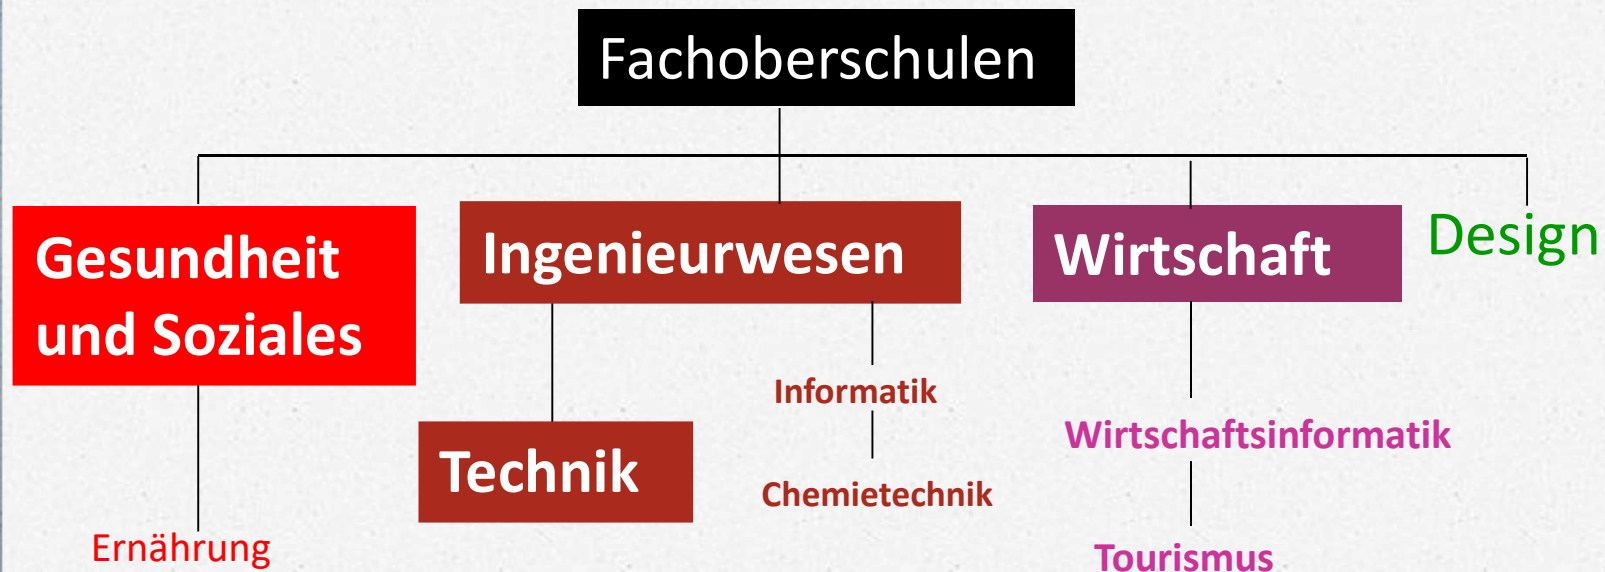 Fachoberschulen
Gesundheit
und Soziales
Ingenieurwesen
Wirtschaft
Design
Informatik
Technik
Chemietechnik
Wirtschaftsinformatik
Ernährung
Tourismus